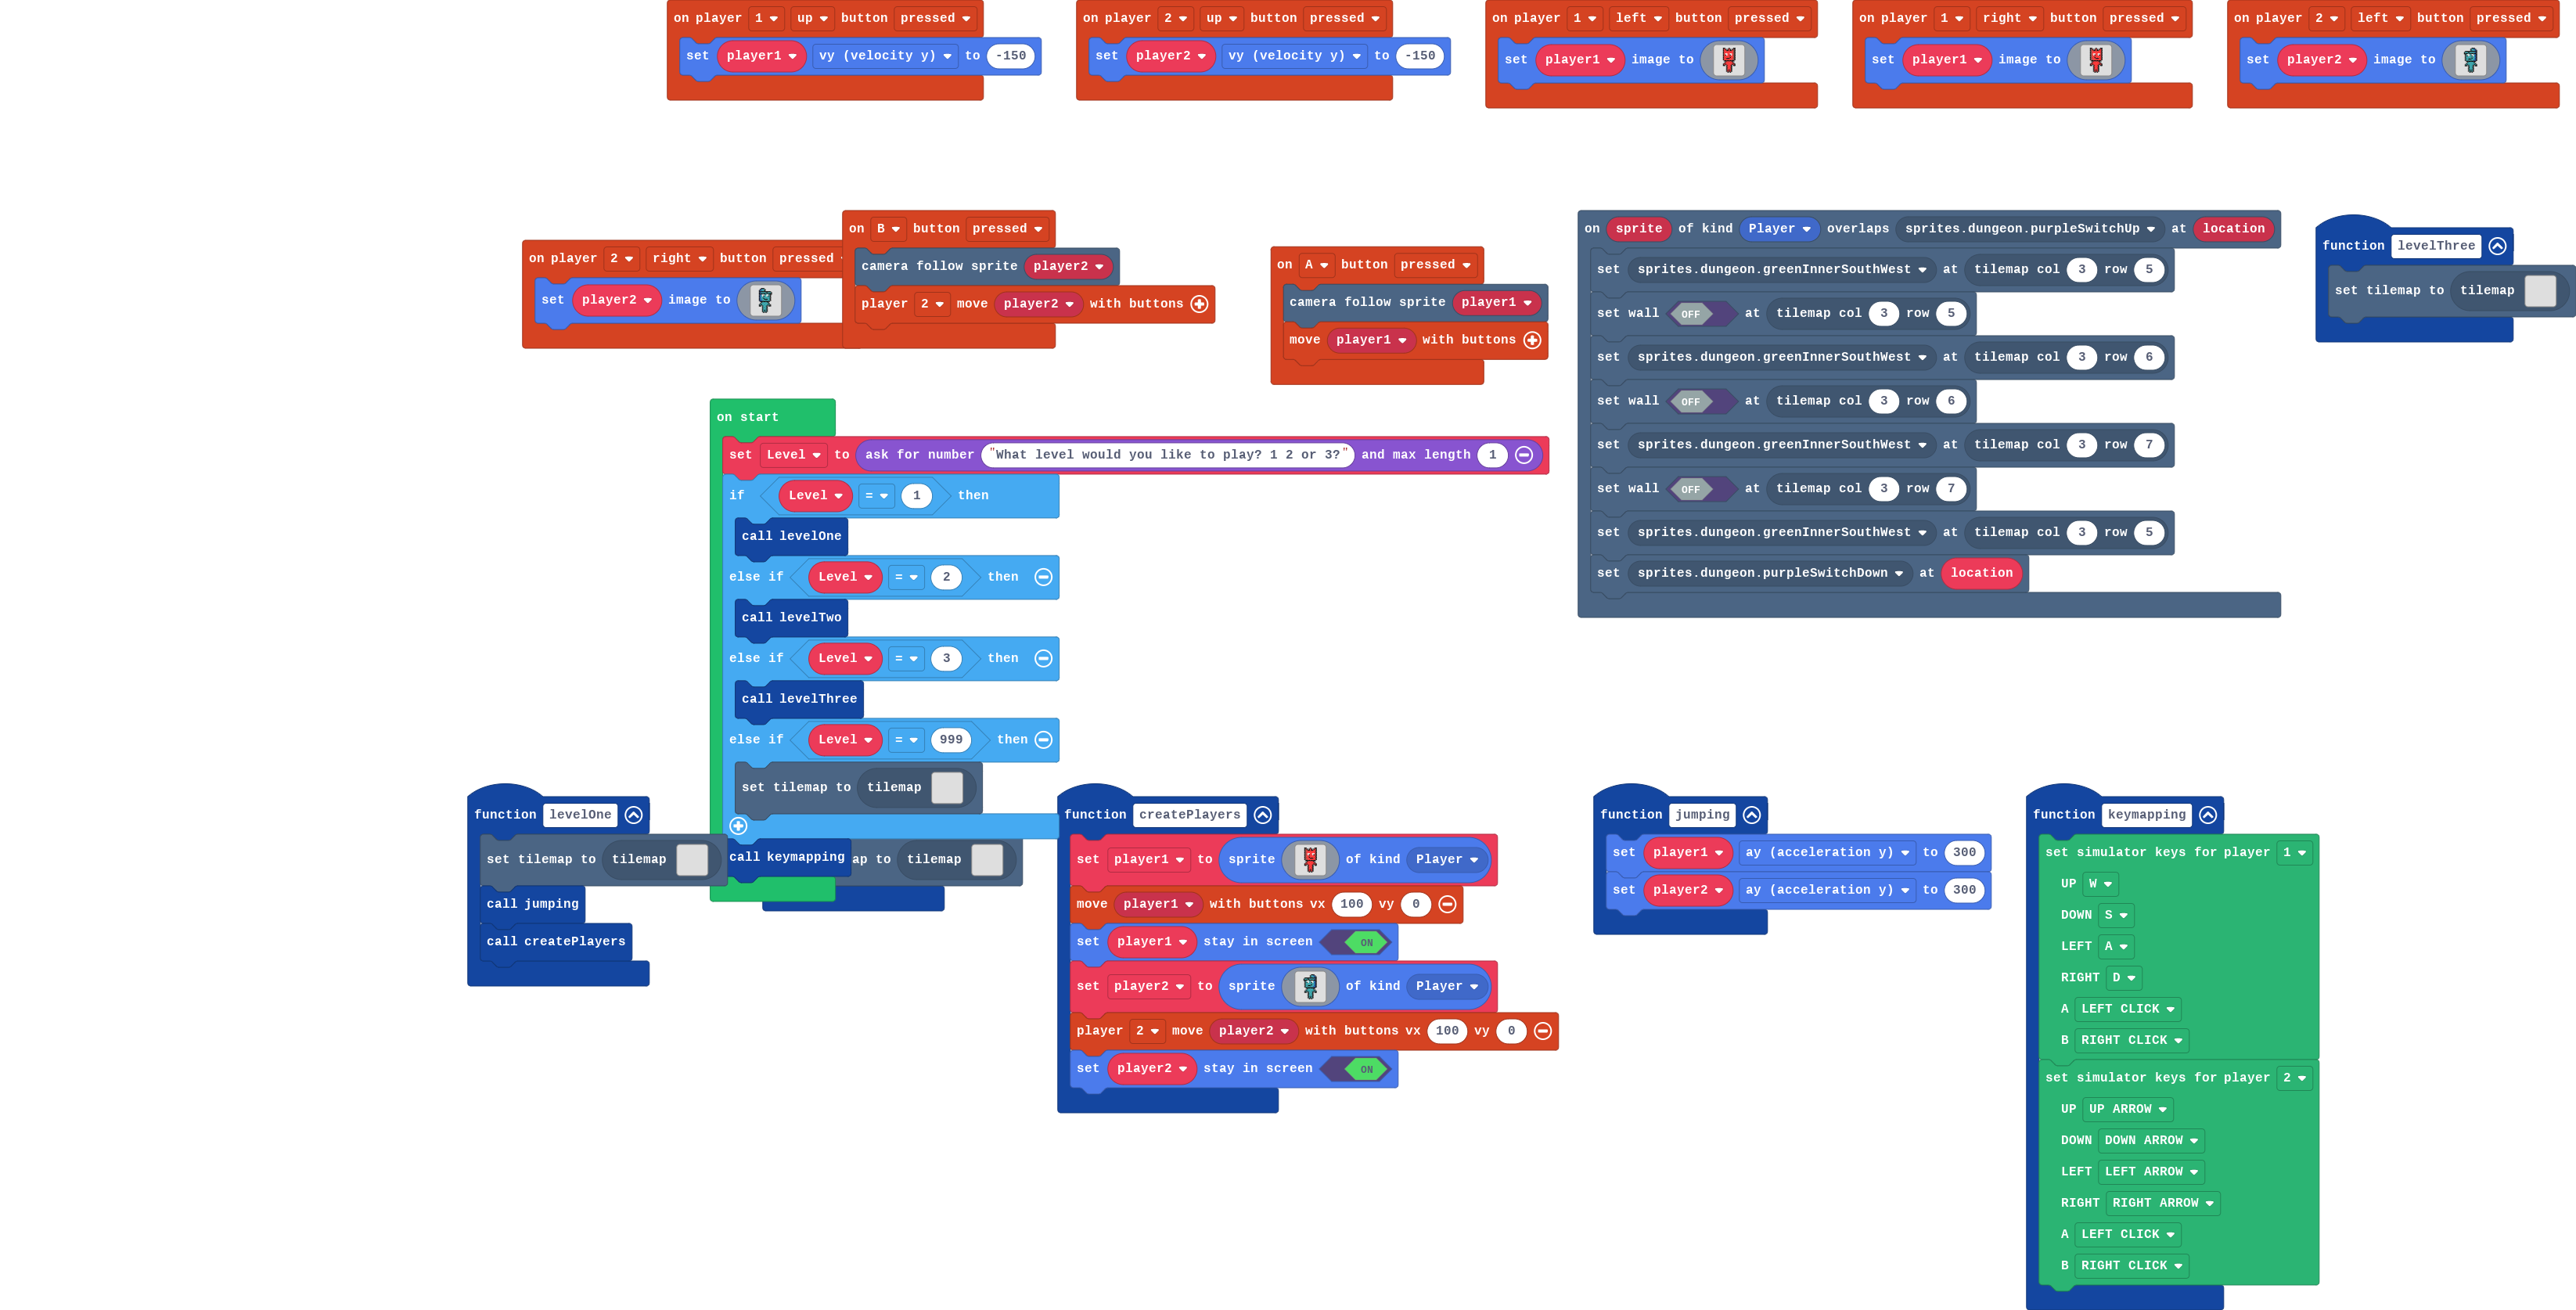 on player 1 up button pressed
set player1 vy (velocity y) to -150
on player 2 up button pressed
set player2 vy (velocity y) to -150
on player 1 left button pressed
set player1 image to
on player 1 right button pressed
set player1 image to
on player 2 left button pressed
set player2 image to
on player 2 right button pressed
set player2 image to
on B button pressed
camera follow sprite player2
player 2 move player2 with buttons
on A button pressed
camera follow sprite player1
move player1 with buttons
on sprite of kind Player overlaps sprites.dungeon.purpleSwitchUp at location
set sprites.dungeon.greenInnerSouthWest at tilemap col 3 row 5
set wall OFF at tilemap col 3 row 5
set sprites.dungeon.greenInnerSouthWest at tilemap col 3 row 6
set wall OFF at tilemap col 3 row 6
set sprites.dungeon.greenInnerSouthWest at tilemap col 3 row 7
set wall OFF at tilemap col 3 row 7
set sprites.dungeon.greenInnerSouthWest at tilemap col 3 row 5
set sprites.dungeon.purpleSwitchDown at location
function levelThree
set tilemap to tilemap
on start
set Level to ask for number "What level would you like to play? 1 2 or 3?" and max length 1
if Level = 1 then
call levelOne
else if Level = 2 then
call levelTwo
else if Level = 3 then
call levelThree
else if Level = 999 then
set tilemap to tilemap
call keymapping
ap to tilemap
function levelOne
set tilemap to tilemap
call jumping
call createPlayers
function createPlayers
set player1 to sprite of kind Player
move player1 with buttons vx 100 vy 0
set player1 stay in screen ON
set player2 to sprite of kind Player
player 2 move player2 with buttons vx 100 vy 0
set player2 stay in screen ON
function jumping
set player1 ay (acceleration y) to 300
set player2 ay (acceleration y) to 300
function keymapping
set simulator keys for player 1
UP W
DOWN S
LEFT A
RIGHT D
A LEFT CLICK
B RIGHT CLICK
set simulator keys for player 2
UP UP ARROW
DOWN DOWN ARROW
LEFT LEFT ARROW
RIGHT RIGHT ARROW
A LEFT CLICK
B RIGHT CLICK